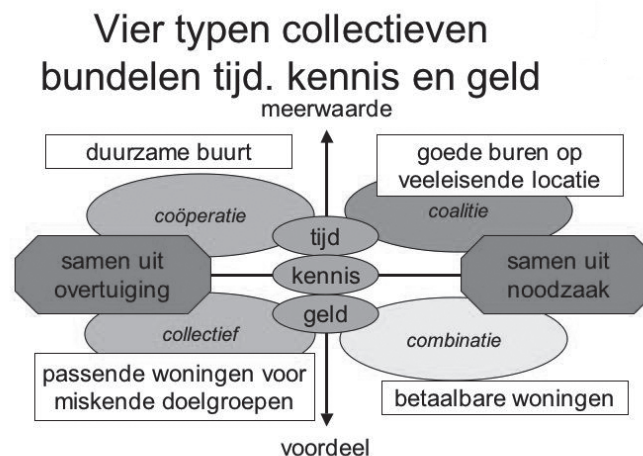 Vier typen collectieven
bundelen tijd. kennis en geld
meerwaarde
duurzame buurt
goede buren op
veeleisende locatie
coöperatie
coalitie
tijd
samen uit
overtuiging
kennis
samen uit
noodzaak
geld
collectief
combinatie
passende woningen voor
miskende doelgroepen
betaalbare woningen
voordeel